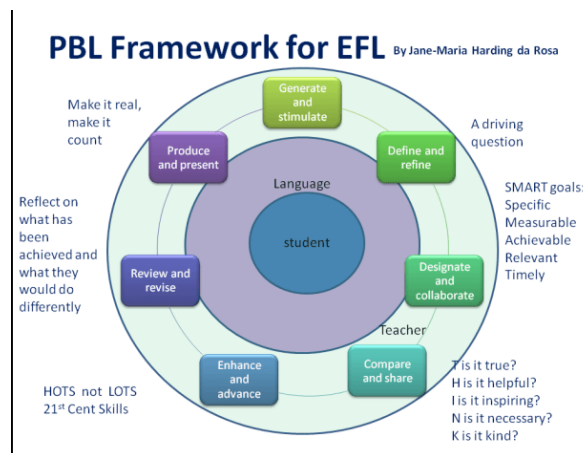 PBL Framework for EFL By Jane-Maria Harding da Rosa
Generate
and
stimulate
Make it real,
make it
count
A driving
question
Produce
and present
Define and
refine
Language
SMART goals:
Specific
Measurable
Achievable
Relevant
Timely
Reflect on
what has
been
achieved and
what they
would do
differently
student
Review and
revise
Designate
and
collaborate
Teacher
Enhance
and
advance
Compare
and share
T is it true?
H is it helpful?
I is it inspiring?
N is it necessary?
K is it kind?
HOTS not LOTS
21st Cent Skills